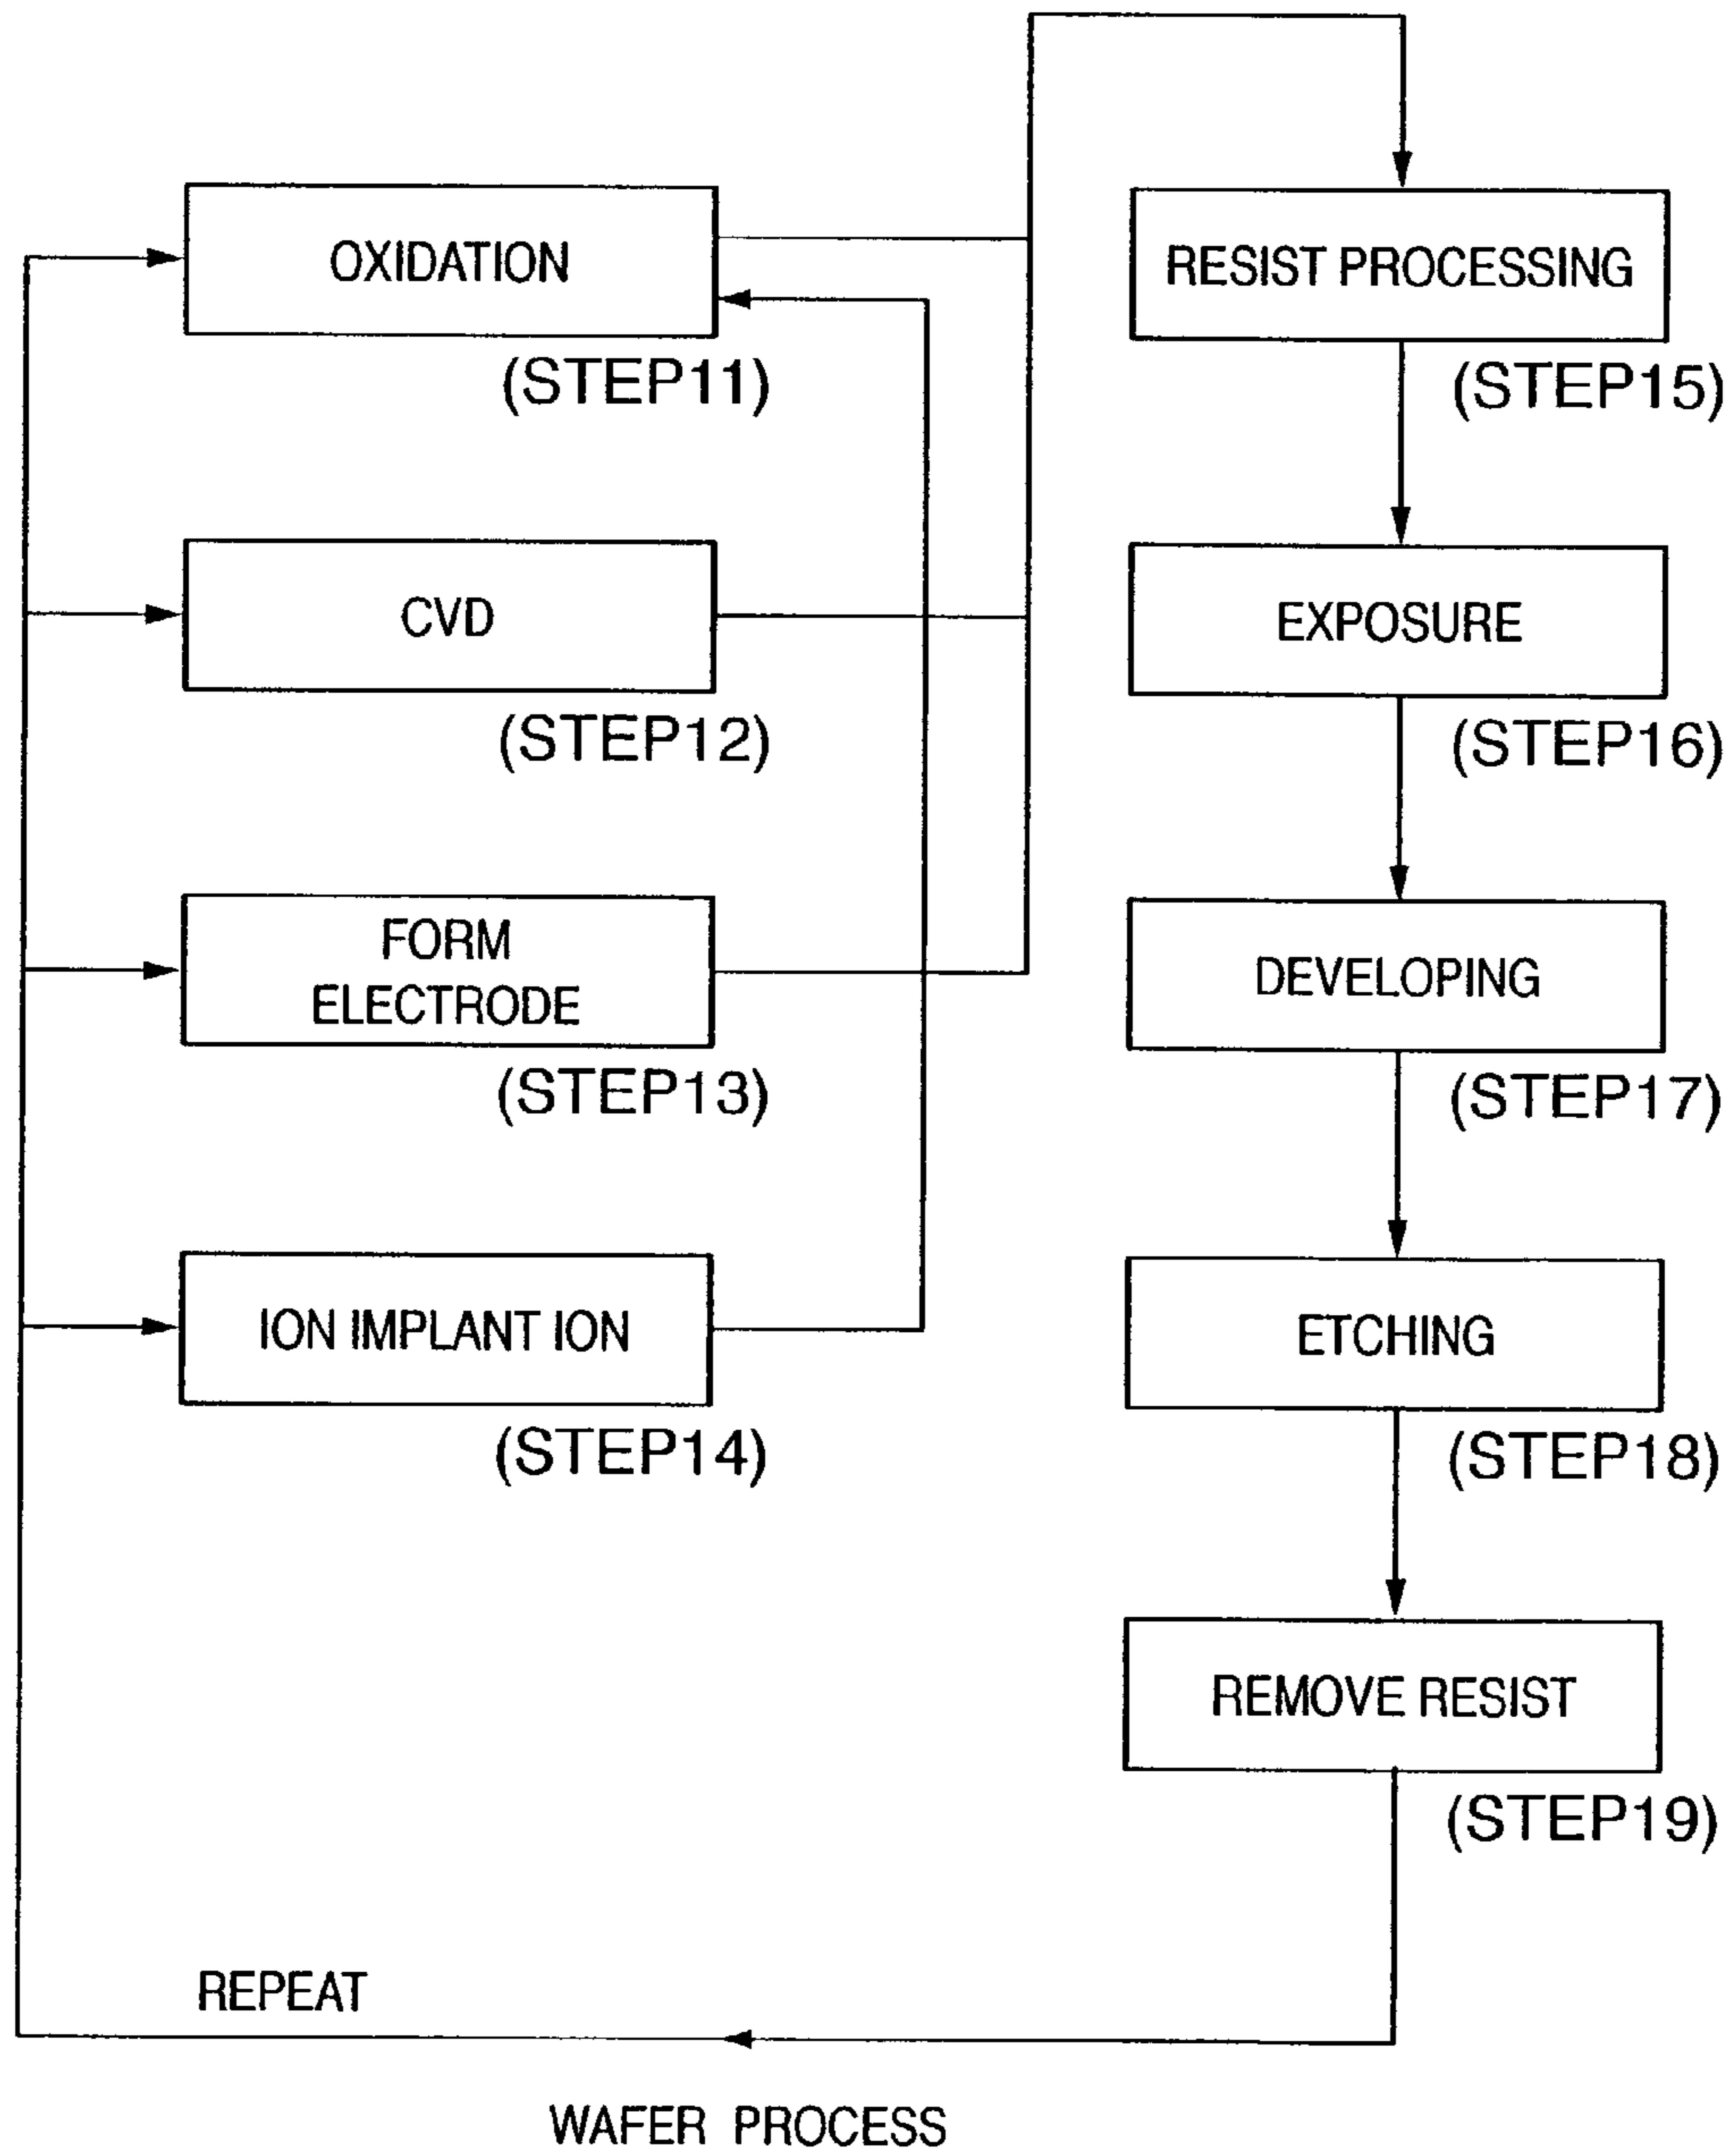 OXIDATION
(STEP11)
CVD
(STEP12)
FORM
ELECTRODE
(STEP13)
ION IMPLANT ION
(STEP14)
RESIST PROCESSING
(STEP15)
EXPOSURE
(STEP16)
DEVELOPING
(STEP17)
ETCHING
(STEP18)
REMOVE RESIST
(STEP19)
REPEAT
WAFER PROCESS